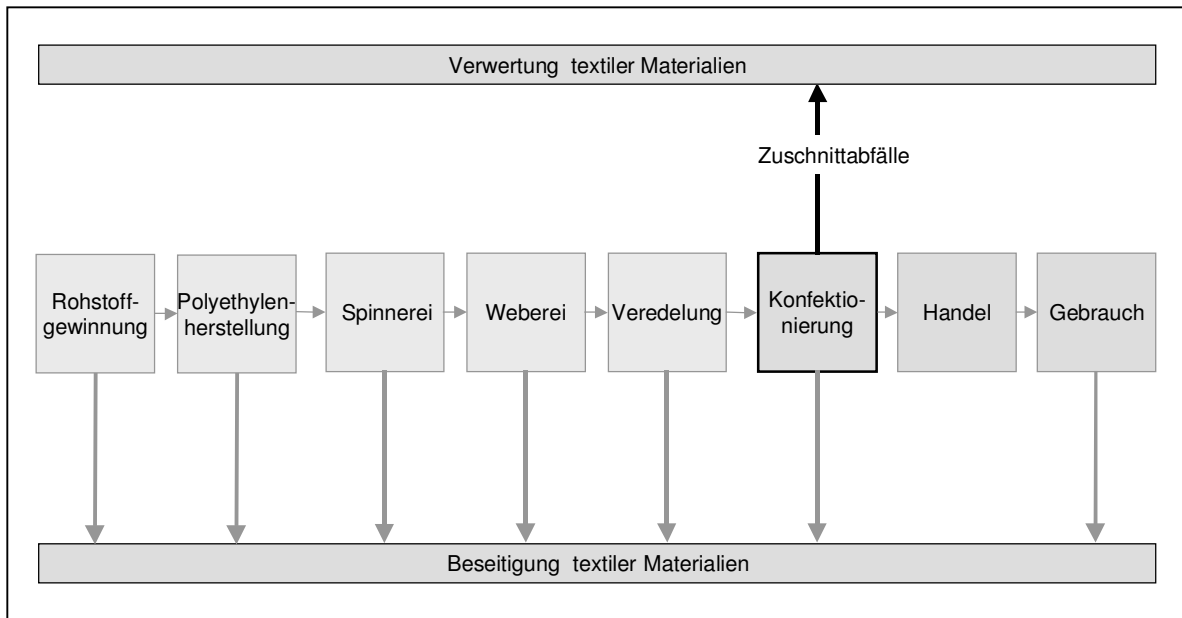 Verwertung textiler Materialien
Zuschnittabfälle
Rohstoff-
gewinnung
Polyethylen-
herstellung
Spinnerei
Weberei
Veredelung
Konfektio-
nierung
Handel
Gebrauch
Beseitigung textiler Materialien